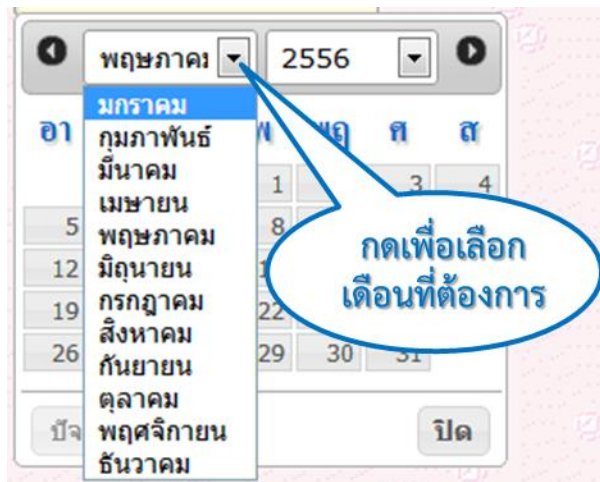 พฤษภาคม 2556
มกราคม
กุมภาพันธ์
มีนาคม
เมษายน
พฤษภาคม
มิถุนายน
กรกฎาคม
สิงหาคม
กันยายน
ตุลาคม
พฤศจิกายน
ธันวาคม
อา พ พฤ ศ ส
1 3 4
5 8
12
19 22
26 29 30 31
กดเพื่อเลือก
เดือนที่ต้องการ
ปิด